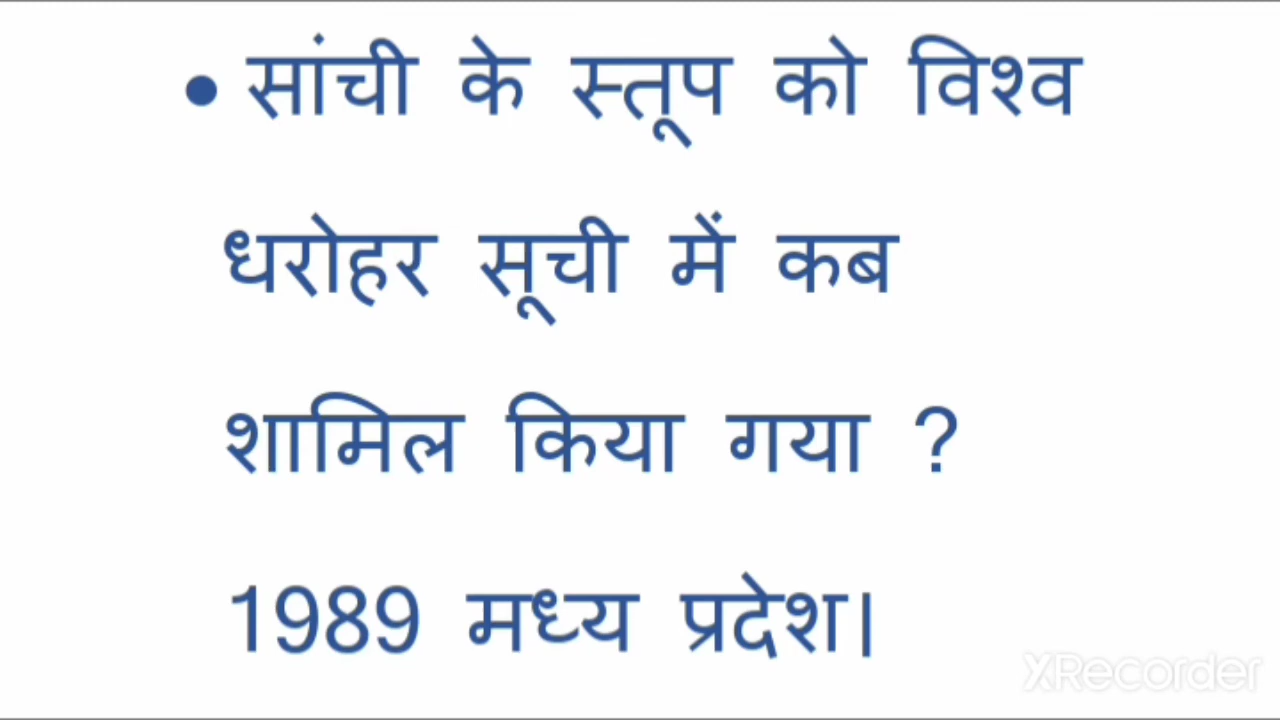 • सांची के स्तूप को विश्व
धरोहर सूची में कब
शामिल किया गया ?
1989 मध्य प्रदेश।
XRecorder